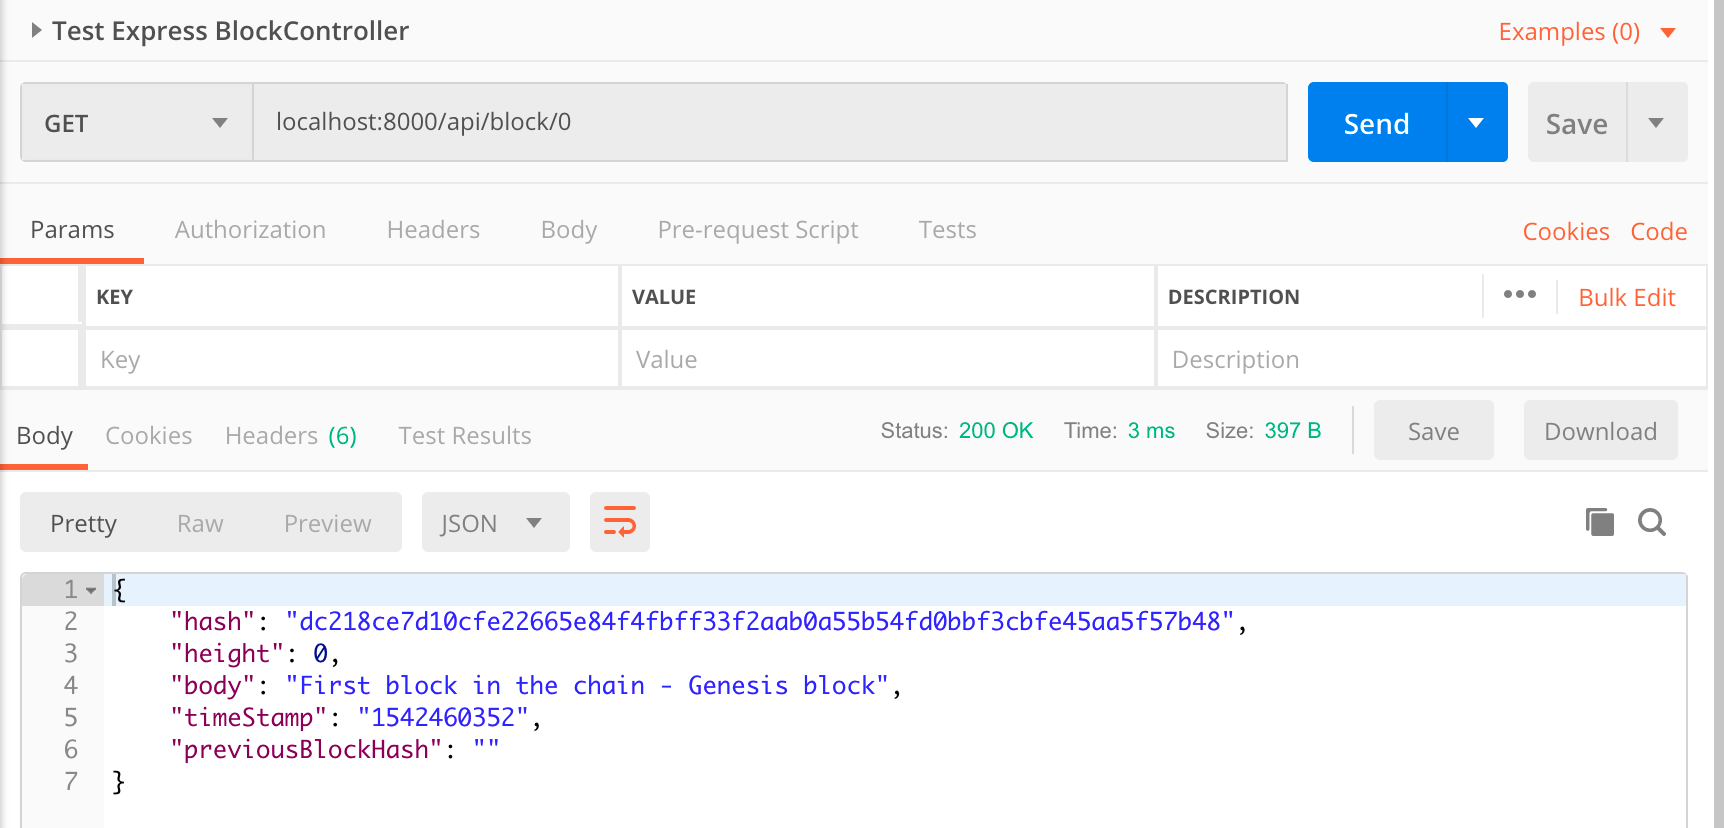 Test Express BlockController
Examples (0)
GET
localhost:8000/api/block/0
Send
Save
Params Authorization Headers Body Pre-request Script Tests
Cookies Code
KEY VALUE DESCRIPTION ••• Bulk Edit
Key Value Description
Body Cookies Headers (6) Test Results
Status: 200 OK Time: 3 ms Size: 397 B
Save
Download
Pretty Raw Preview
JSON
1 {
2 "hash": "dc218ce7d10cfe22665e84f4fbff33f2aab0a55b54fd0bbf3cbfe45aa5f57b48",
3 "height": 0,
4 "body": "First block in the chain - Genesis block",
5 "timeStamp": "1542460352",
6 "previousBlockHash": ""
7 }